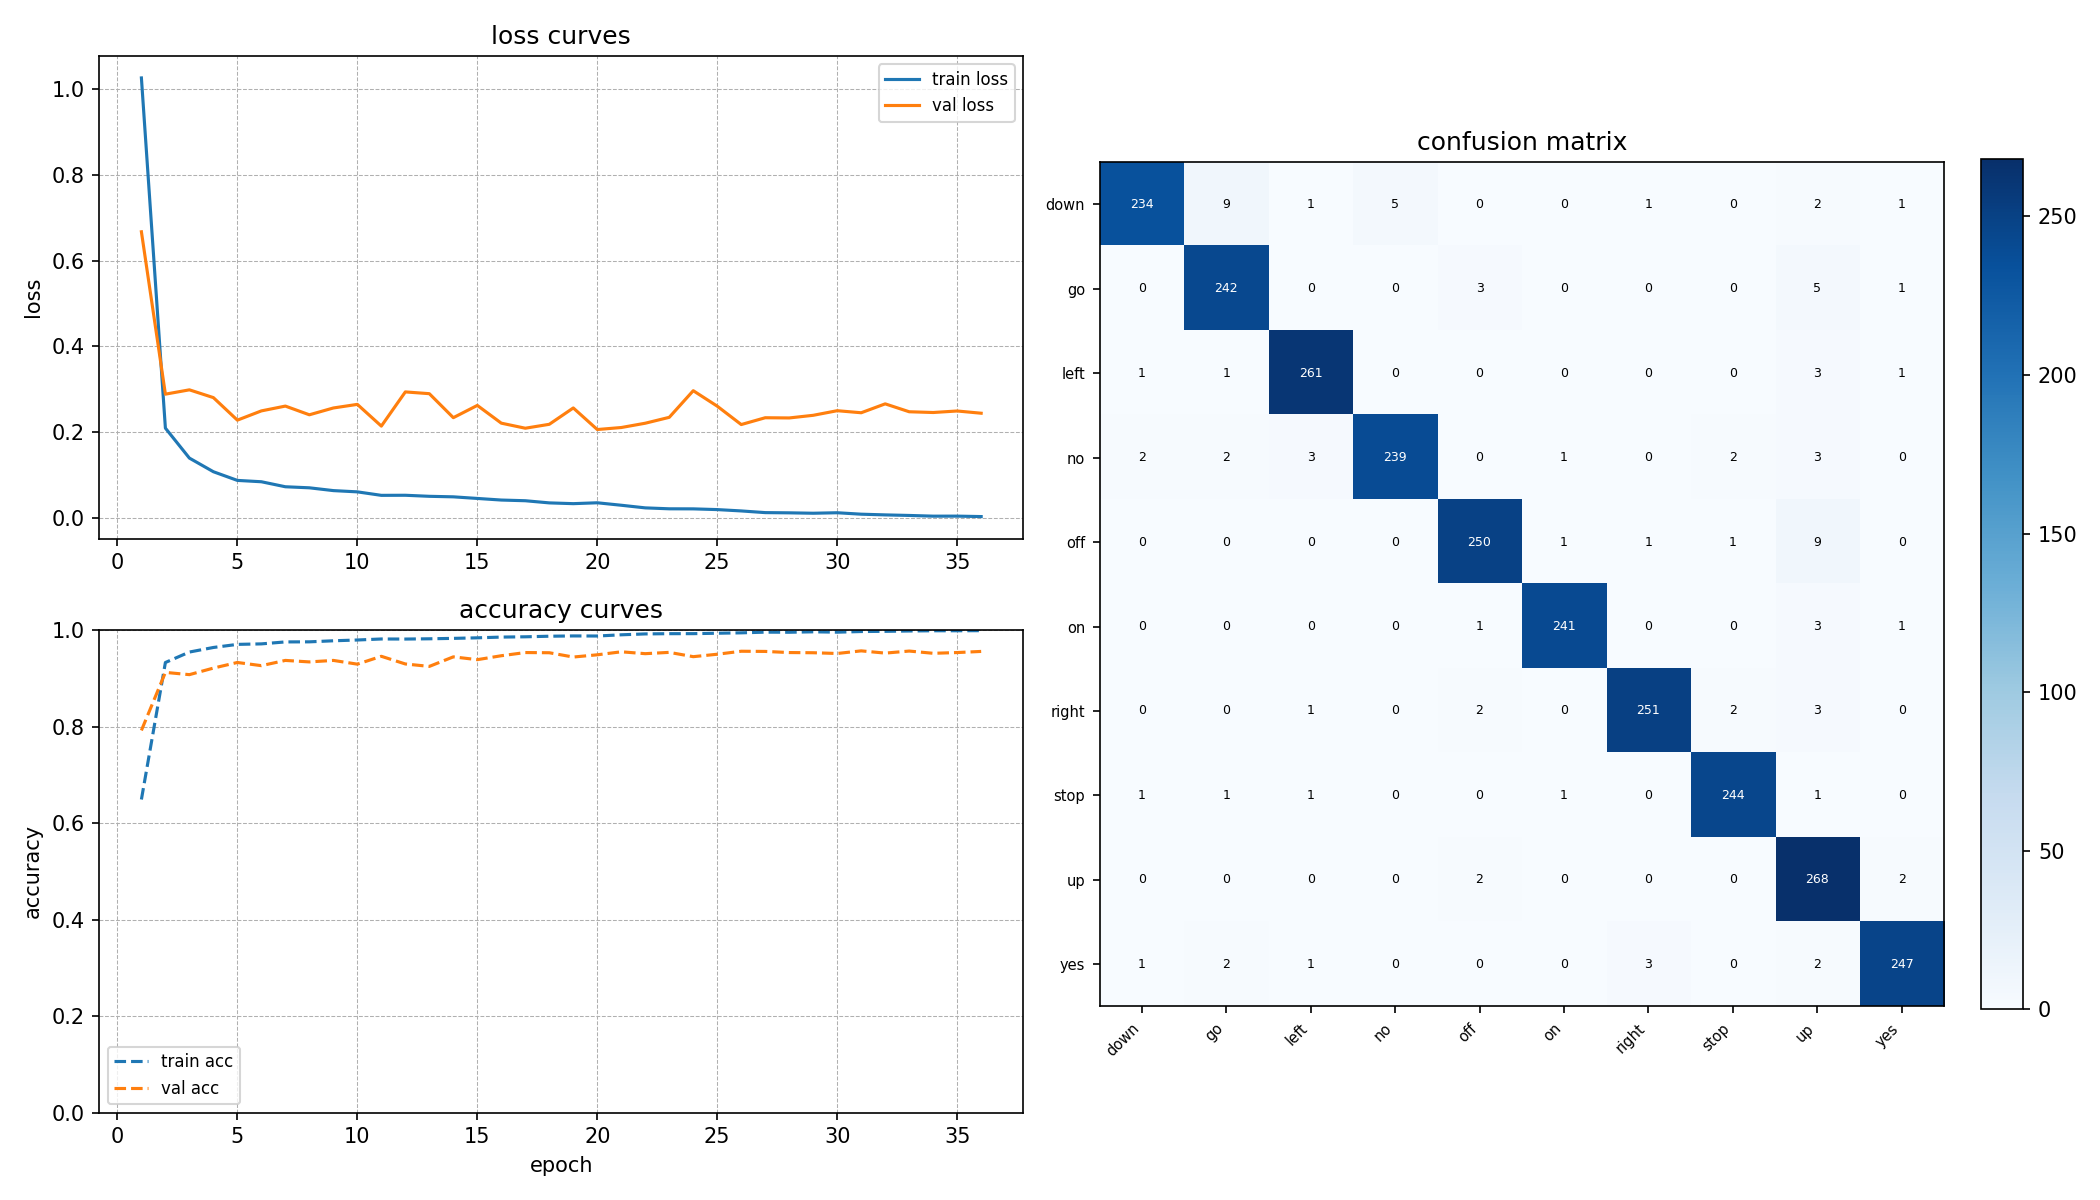 loss curves
train loss
val loss
1.0
0.8
0.6
0.4
0.2
0.0
loss
0 5 10 15 20 25 30 35
accuracy curves
1.0
0.8
0.6
0.4
0.2
0.0
accuracy
train acc
val acc
0 5 10 15 20 25 30 35
epoch
confusion matrix
down 234 9 1 5 0 0 1 0 2 1
go 0 242 0 0 3 0 0 0 5 1
left 1 1 261 0 0 0 0 0 3 1
no 2 2 3 239 0 1 0 2 3 0
off 0 0 0 0 250 1 1 1 9 0
on 0 0 0 0 1 241 0 0 3 1
right 0 0 1 0 2 0 251 2 3 0
stop 1 1 1 0 0 1 0 244 1 0
up 0 0 0 0 2 0 0 0 268 2
yes 1 2 1 0 0 0 3 0 2 247
down go left no off on right stop up yes
250
200
150
100
50
0